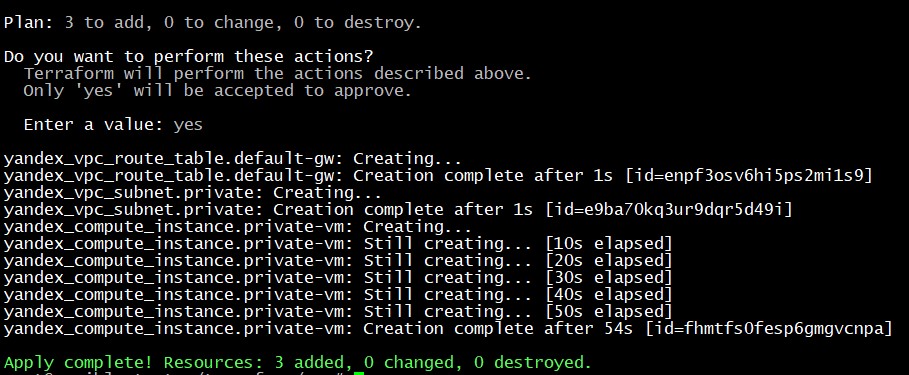 Plan: 3 to add, 0 to change, 0 to destroy.
Do you want to perform these actions?
Terraform will perform the actions described above.
Only 'yes' will be accepted to approve.
Enter a value: yes
yandex_vpc_route_table.default-gw: Creating...
yandex_vpc_route_table.default-gw: Creation complete after 1s [id=enpf3osv6hi5ps2mi1s9]
yandex_vpc_subnet.private: Creating...
yandex_vpc_subnet.private: Creation complete after 1s [id=e9ba70kq3ur9dqr5d49i]
yandex_compute_instance.private-vm: Creating...
yandex_compute_instance.private-vm: Still creating... [10s elapsed]
yandex_compute_instance.private-vm: Still creating... [20s elapsed]
yandex_compute_instance.private-vm: Still creating... [30s elapsed]
yandex_compute_instance.private-vm: Still creating... [40s elapsed]
yandex_compute_instance.private-vm: Still creating... [50s elapsed]
yandex_compute_instance.private-vm: Creation complete after 54s [id=fhmtfs0fesp6gmgvcnpa]
Apply complete! Resources: 3 added, 0 changed, 0 destroyed.